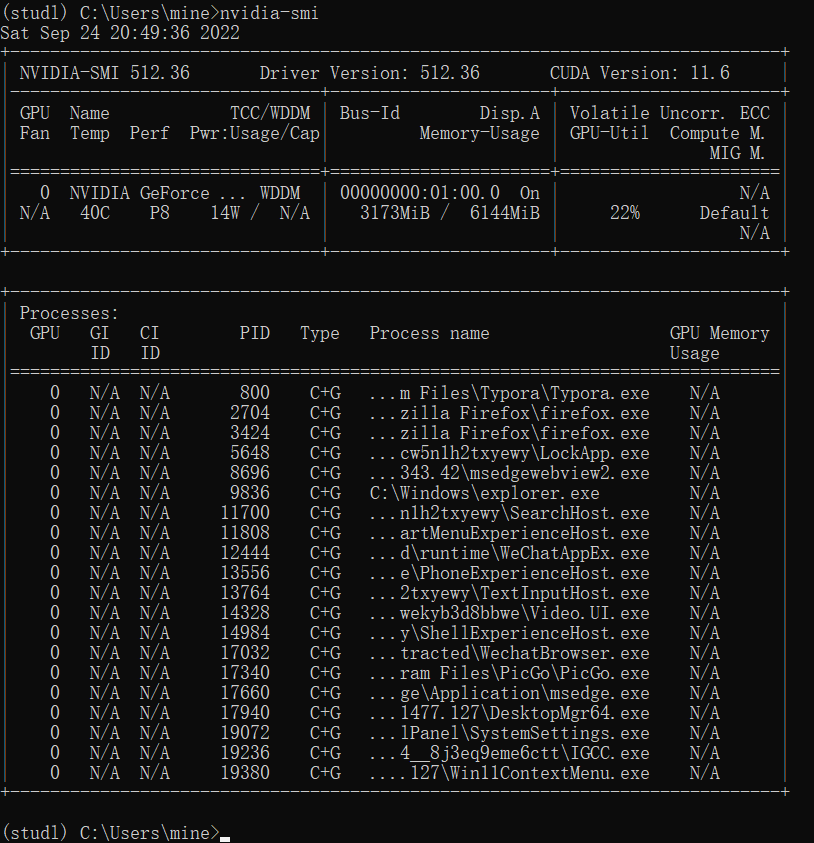 (studl) C:\Users\mine>nvidia-smi
Sat Sep 24 20:49:36 2022
NVIDIA-SMI 512.36 Driver Version: 512.36 CUDA Version: 11.6
GPU Name TCC/WDDM Bus-Id Disp.A Volatile Uncorr. ECC
Fan Temp Perf Pwr:Usage/Cap Memory-Usage GPU-Util Compute M.
MIG M.
0 NVIDIA GeForce ... WDDM 00000000:01:00.0 On N/A
N/A 40C P8 14W / N/A 3173MiB / 6144MiB 22% Default
N/A
Processes:
GPU GI CI PID Type Process name GPU Memory
ID ID Usage
0 N/A N/A 800 C+G ...m Files\Typora\Typora.exe N/A
0 N/A N/A 2704 C+G ...zilla Firefox\firefox.exe N/A
0 N/A N/A 3424 C+G ...zilla Firefox\firefox.exe N/A
0 N/A N/A 5648 C+G ...cw5n1h2txyewy\LockApp.exe N/A
0 N/A N/A 8696 C+G ...343.42\msedgewebview2.exe N/A
0 N/A N/A 9836 C+G C:\Windows\explorer.exe N/A
0 N/A N/A 11700 C+G ...n1h2txyewy\SearchHost.exe N/A
0 N/A N/A 11808 C+G ...artMenuExperienceHost.exe N/A
0 N/A N/A 12444 C+G ...d\runtime\WeChatAppEx.exe N/A
0 N/A N/A 13556 C+G ...e\PhoneExperienceHost.exe N/A
0 N/A N/A 13764 C+G ...2txyewy\TextInputHost.exe N/A
0 N/A N/A 14328 C+G ...wekyb3d8bbwe\Video.UI.exe N/A
0 N/A N/A 14984 C+G ...y\ShellExperienceHost.exe N/A
0 N/A N/A 17032 C+G ...tracted\WechatBrowser.exe N/A
0 N/A N/A 17340 C+G ...ram Files\PicGo\PicGo.exe N/A
0 N/A N/A 17660 C+G ...ge\Application\msedge.exe N/A
0 N/A N/A 17940 C+G ...1477.127\DesktopMgr64.exe N/A
0 N/A N/A 19072 C+G ...lPanel\SystemSettings.exe N/A
0 N/A N/A 19236 C+G ...4__8j3eq9eme6ctt\IGCC.exe N/A
0 N/A N/A 19380 C+G ....127\Win11ContextMenu.exe N/A
(studl) C:\Users\mine>